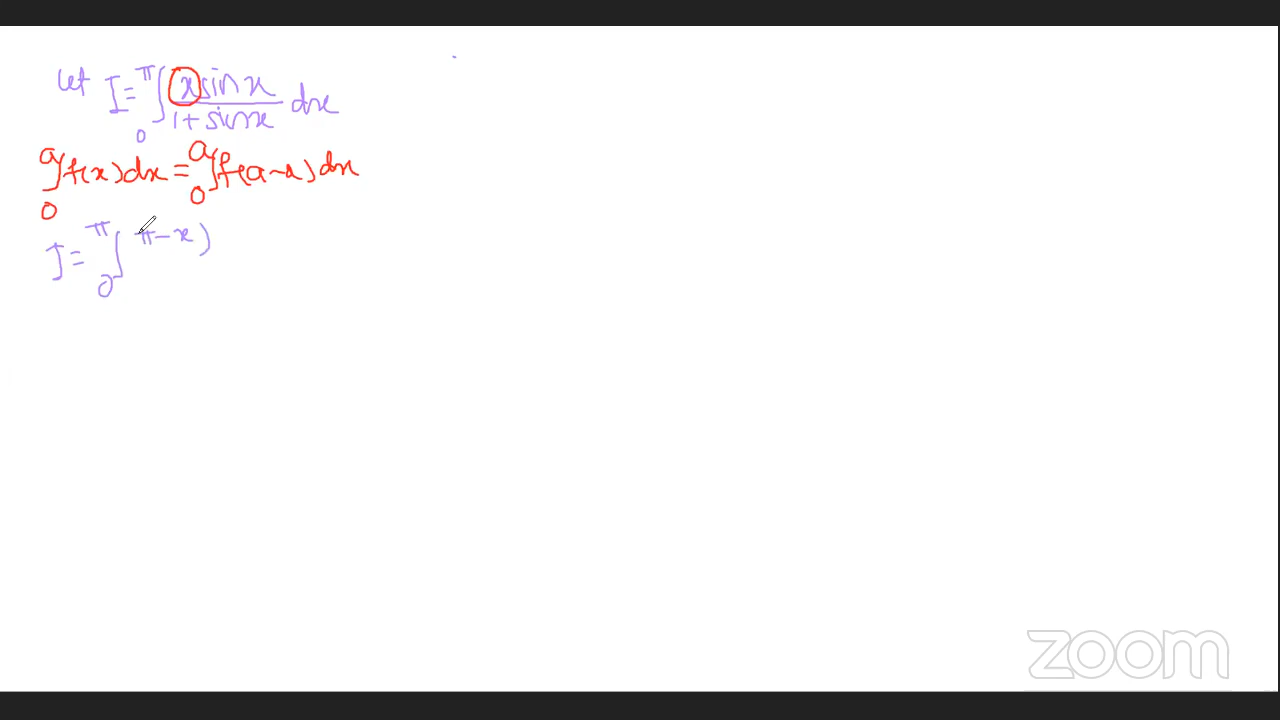 let I = ∫₀^π x sin x / (1 + sin x) dx
₀^a∫ f(x) dx = ₀^a∫ f(a-x) dx
I = ₀^π∫ π-x)
zoom